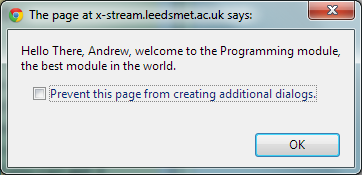 The page at x-stream.leedsmet.ac.uk says:
Hello There, Andrew, welcome to the Programming module,
the best module in the world.
Prevent this page from creating additional dialogs.
OK